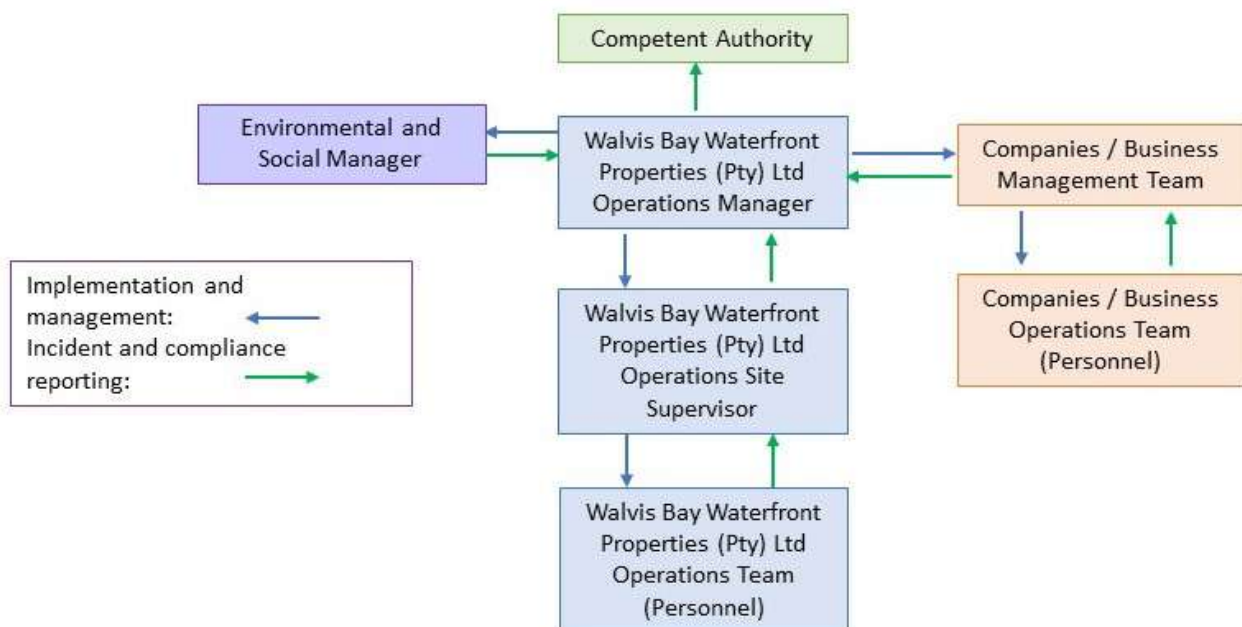 Competent Authority
Environmental and
Social Manager
Walvis Bay Waterfront
Properties (Pty) Ltd
Operations Manager
Companies / Business
Management Team
Implementation and
management:
Incident and compliance
reporting:
Walvis Bay Waterfront
Properties (Pty) Ltd
Operations Site
Supervisor
Companies / Business
Operations Team
(Personnel)
Walvis Bay Waterfront
Properties (Pty) Ltd
Operations Team
(Personnel)